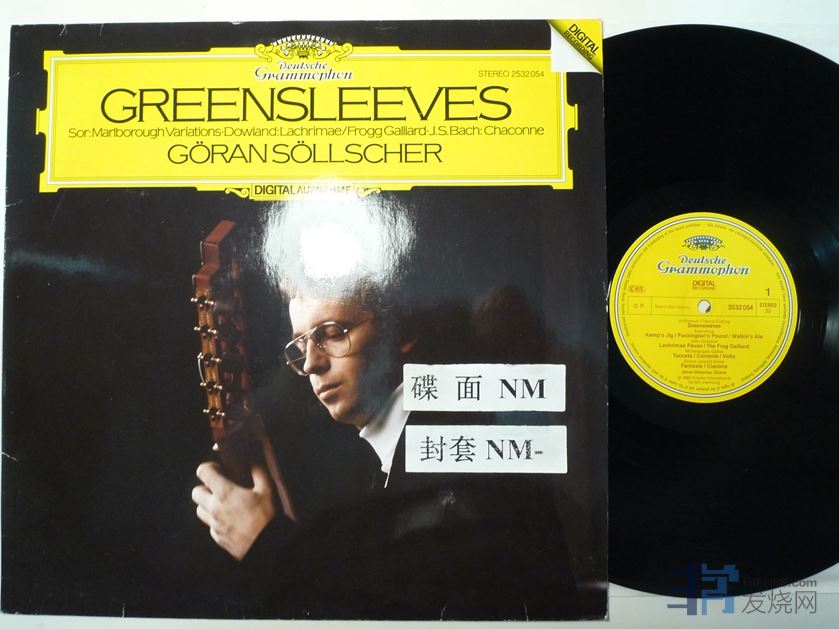 Deutsche
Grammophon
DIGITAL
RECORDING
STEREO 2532 054
GREENSLEEVES
Sor: Marlborough Variations·Dowland: Lachrimae/Frogg Galliard·J.S. Bach: Chaconne
GÖRAN SÖLLSCHER
DIGITAL AUFNAHME
碟 面 NM
封套 NM-
Deutsche
Grammophon
DIGITAL
RECORDING
1
2532 054
STEREO
33
Greensleeves
Kemp's Jig / Packington's Pound / Watkin's Ale
Lachrimae Pavan / The Frog Galliard
Toccata / Corrente / Volta
Fantasie / Ciacona
发烧网